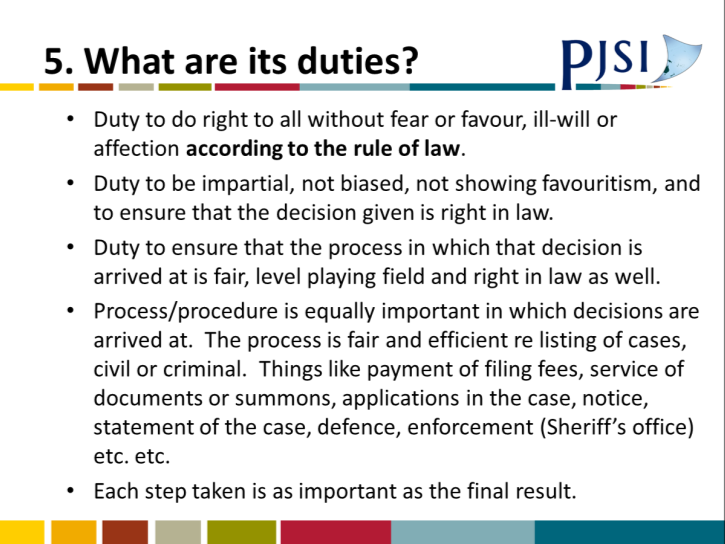 5. What are its duties?
PJSI
• Duty to do right to all without fear or favour, ill-will or
affection according to the rule of law.
• Duty to be impartial, not biased, not showing favouritism, and
to ensure that the decision given is right in law.
• Duty to ensure that the process in which that decision is
arrived at is fair, level playing field and right in law as well.
• Process/procedure is equally important in which decisions are
arrived at.  The process is fair and efficient re listing of cases,
civil or criminal.  Things like payment of filing fees, service of
documents or summons, applications in the case, notice,
statement of the case, defence, enforcement (Sheriff’s office)
etc. etc.
• Each step taken is as important as the final result.